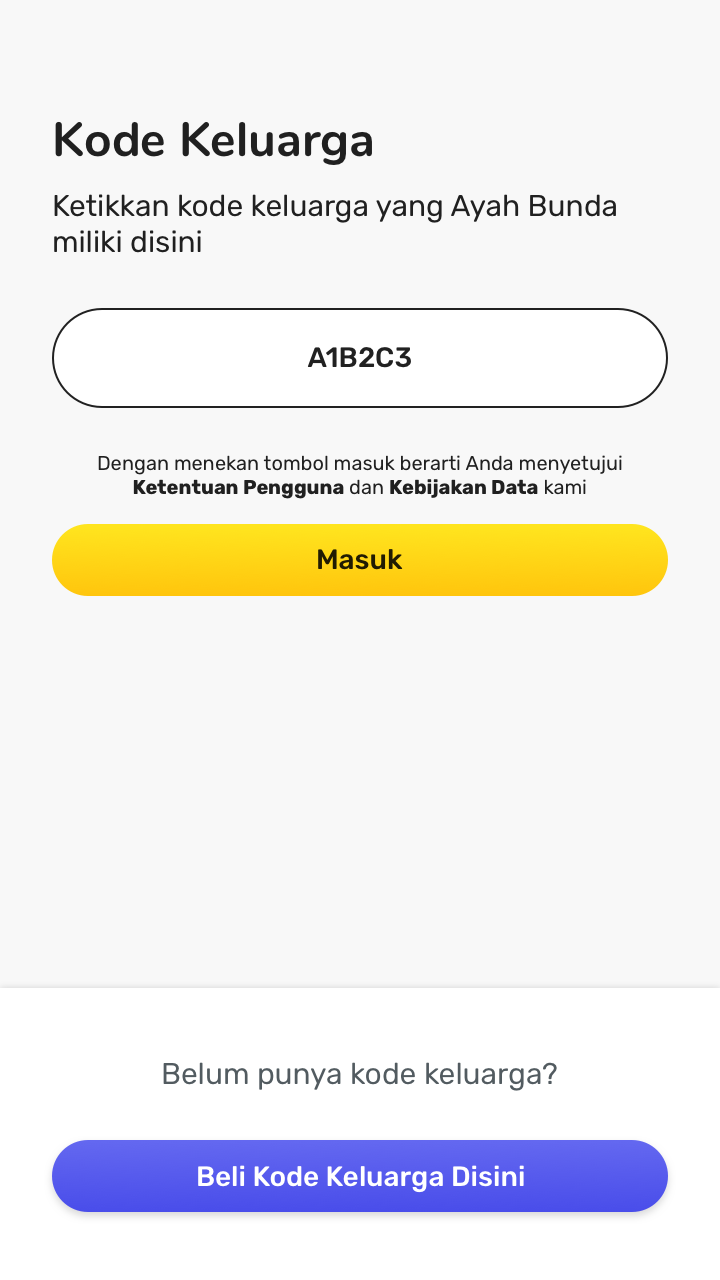 Kode Keluarga
Ketikkan kode keluarga yang Ayah Bunda
miliki disini
A1B2C3
Dengan menekan tombol masuk berarti Anda menyetujui
Ketentuan Pengguna dan Kebijakan Data kami
Masuk
Belum punya kode keluarga?
Beli Kode Keluarga Disini